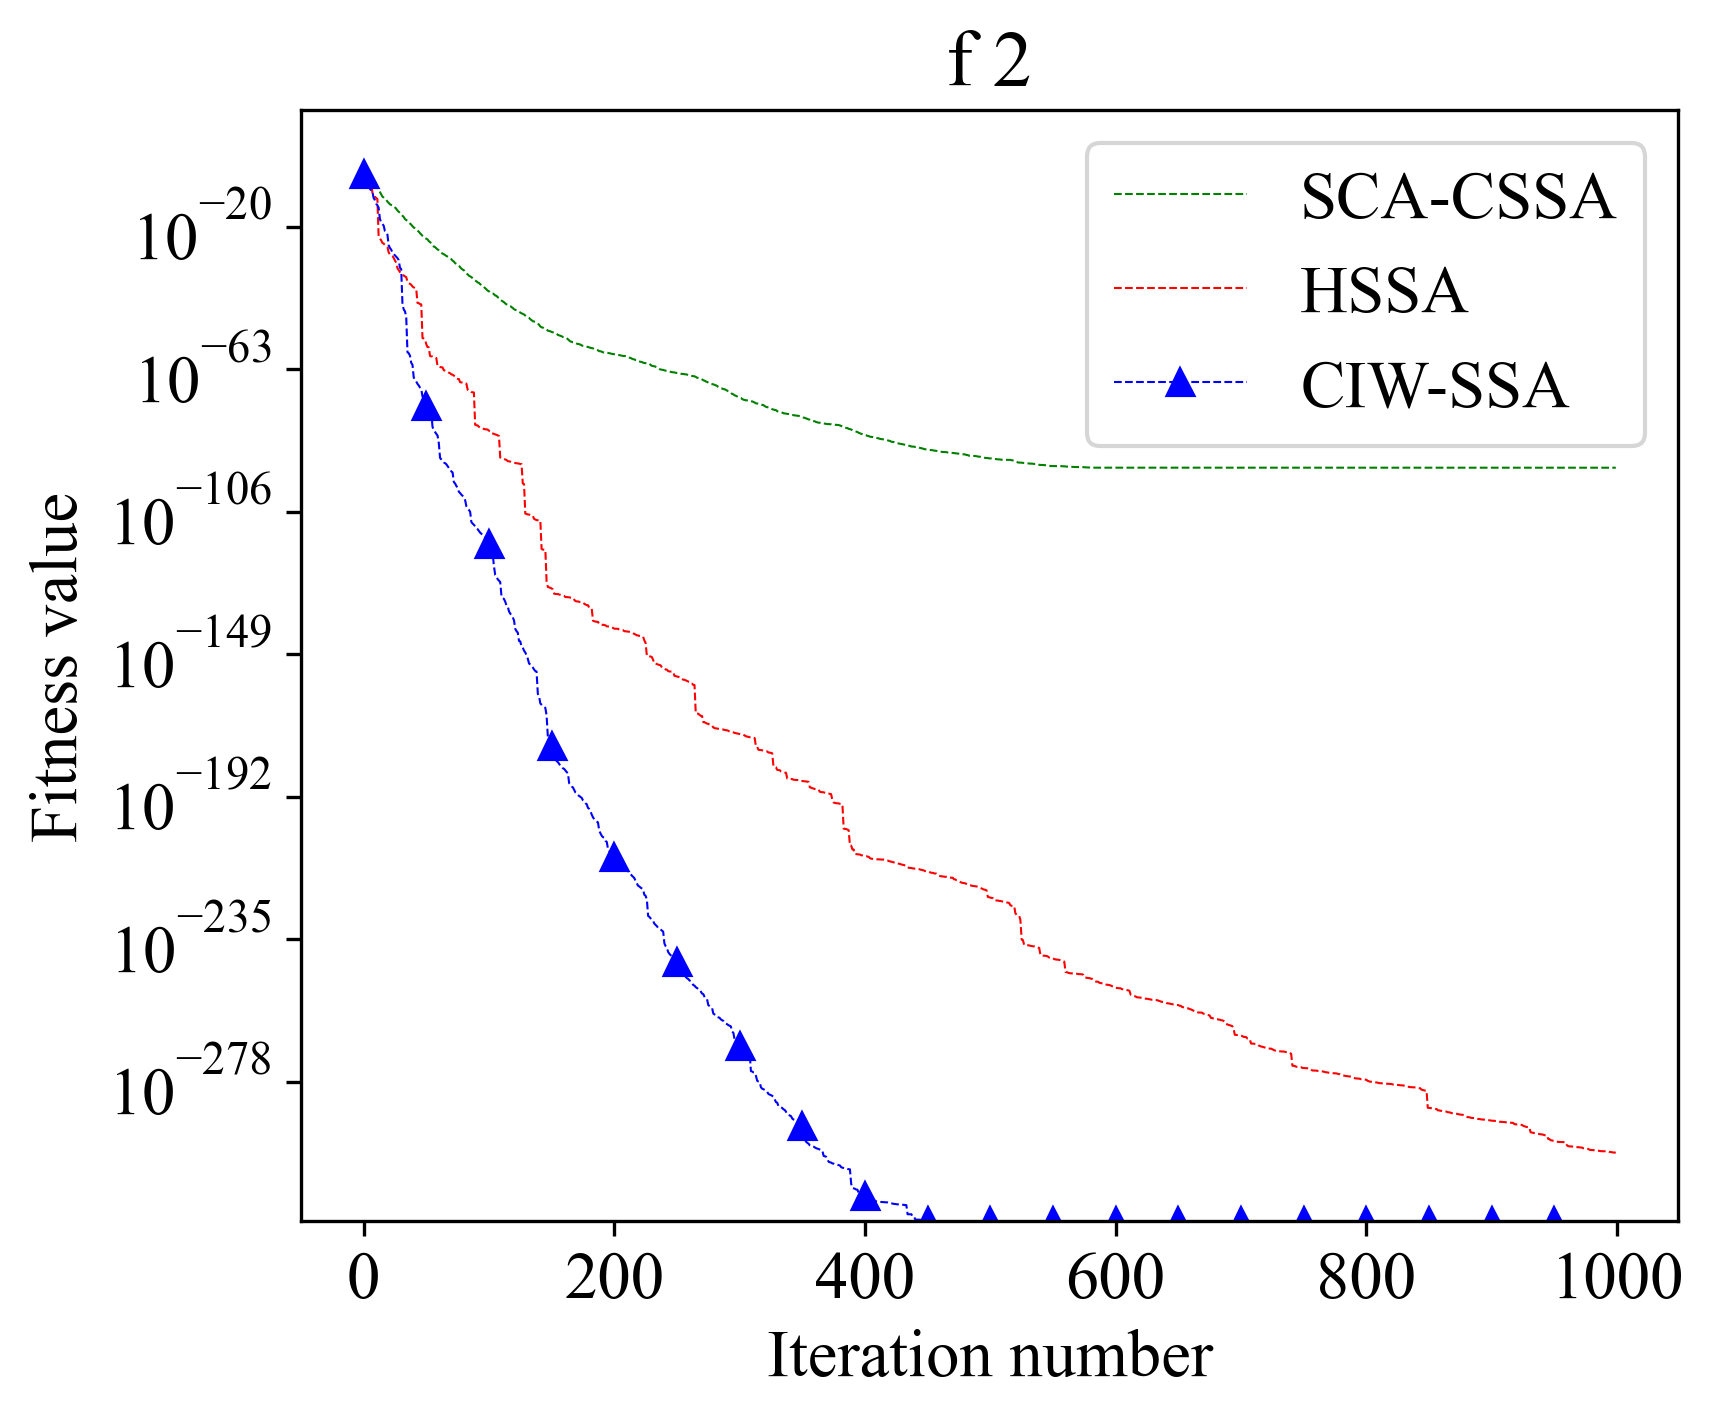 f 2
SCA-CSSA
HSSA
CIW-SSA
Fitness value
10⁻²⁰
10⁻⁶³
10⁻¹⁰⁶
10⁻¹⁴⁹
10⁻¹⁹²
10⁻²³⁵
10⁻²⁷⁸
0 200 400 600 800 1000
Iteration number